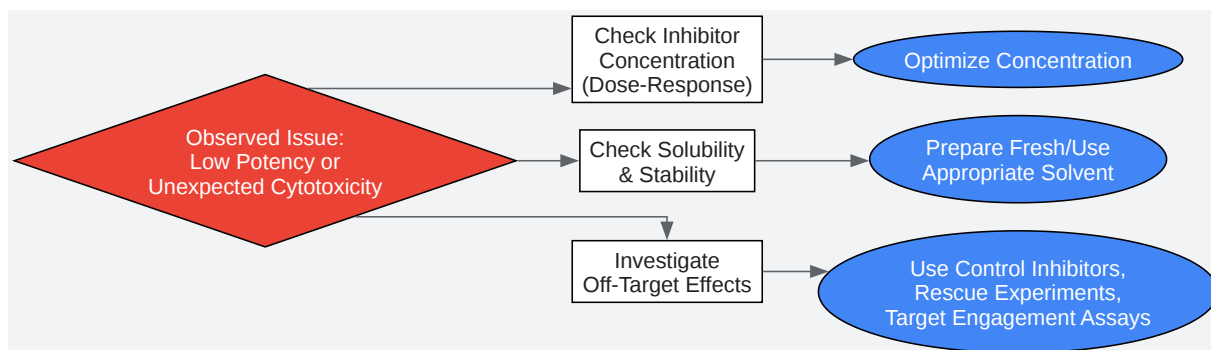 Observed Issue:
Low Potency or
Unexpected Cytotoxicity
Check Inhibitor
Concentration
(Dose-Response)
Optimize Concentration
Check Solubility
& Stability
Prepare Fresh/Use
Appropriate Solvent
Investigate
Off-Target Effects
Use Control Inhibitors,
Rescue Experiments,
Target Engagement Assays